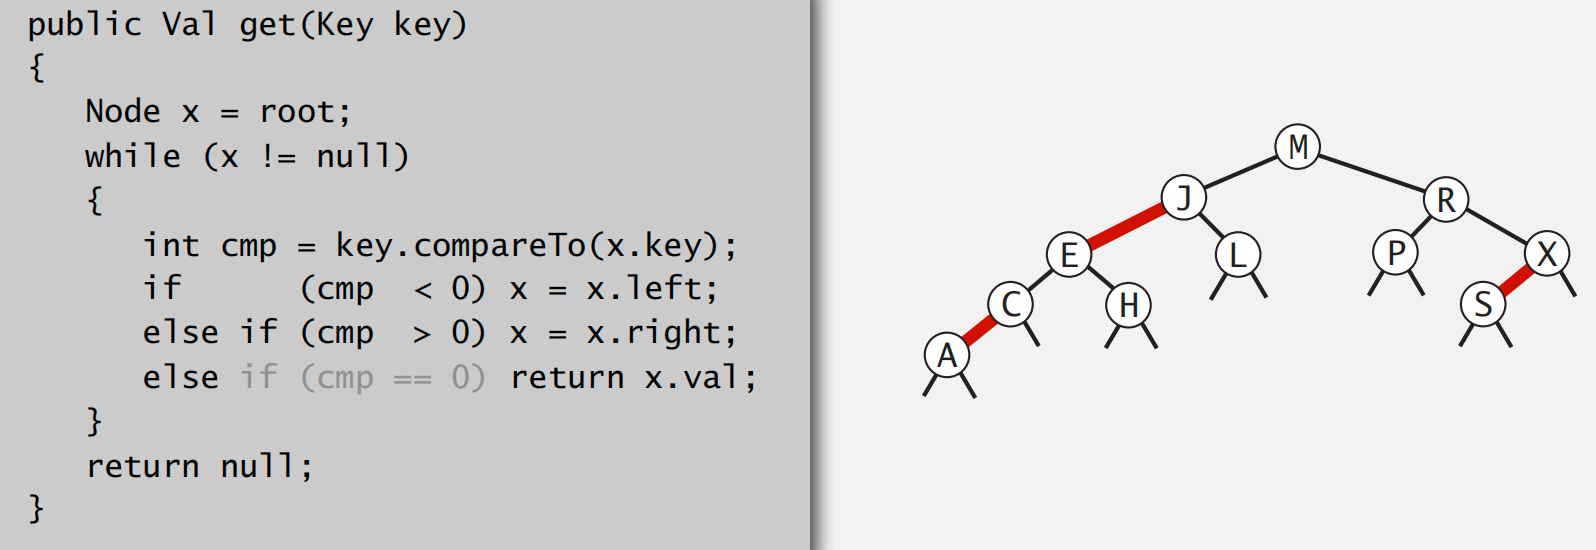 public Val get(Key key)
{
   Node x = root;
   while (x != null)
   {
      int cmp = key.compareTo(x.key);
      if      (cmp  < 0) x = x.left;
      else if (cmp  > 0) x = x.right;
      else if (cmp == 0) return x.val;
   }
   return null;
}
M
J R
E L P X
C H S
A